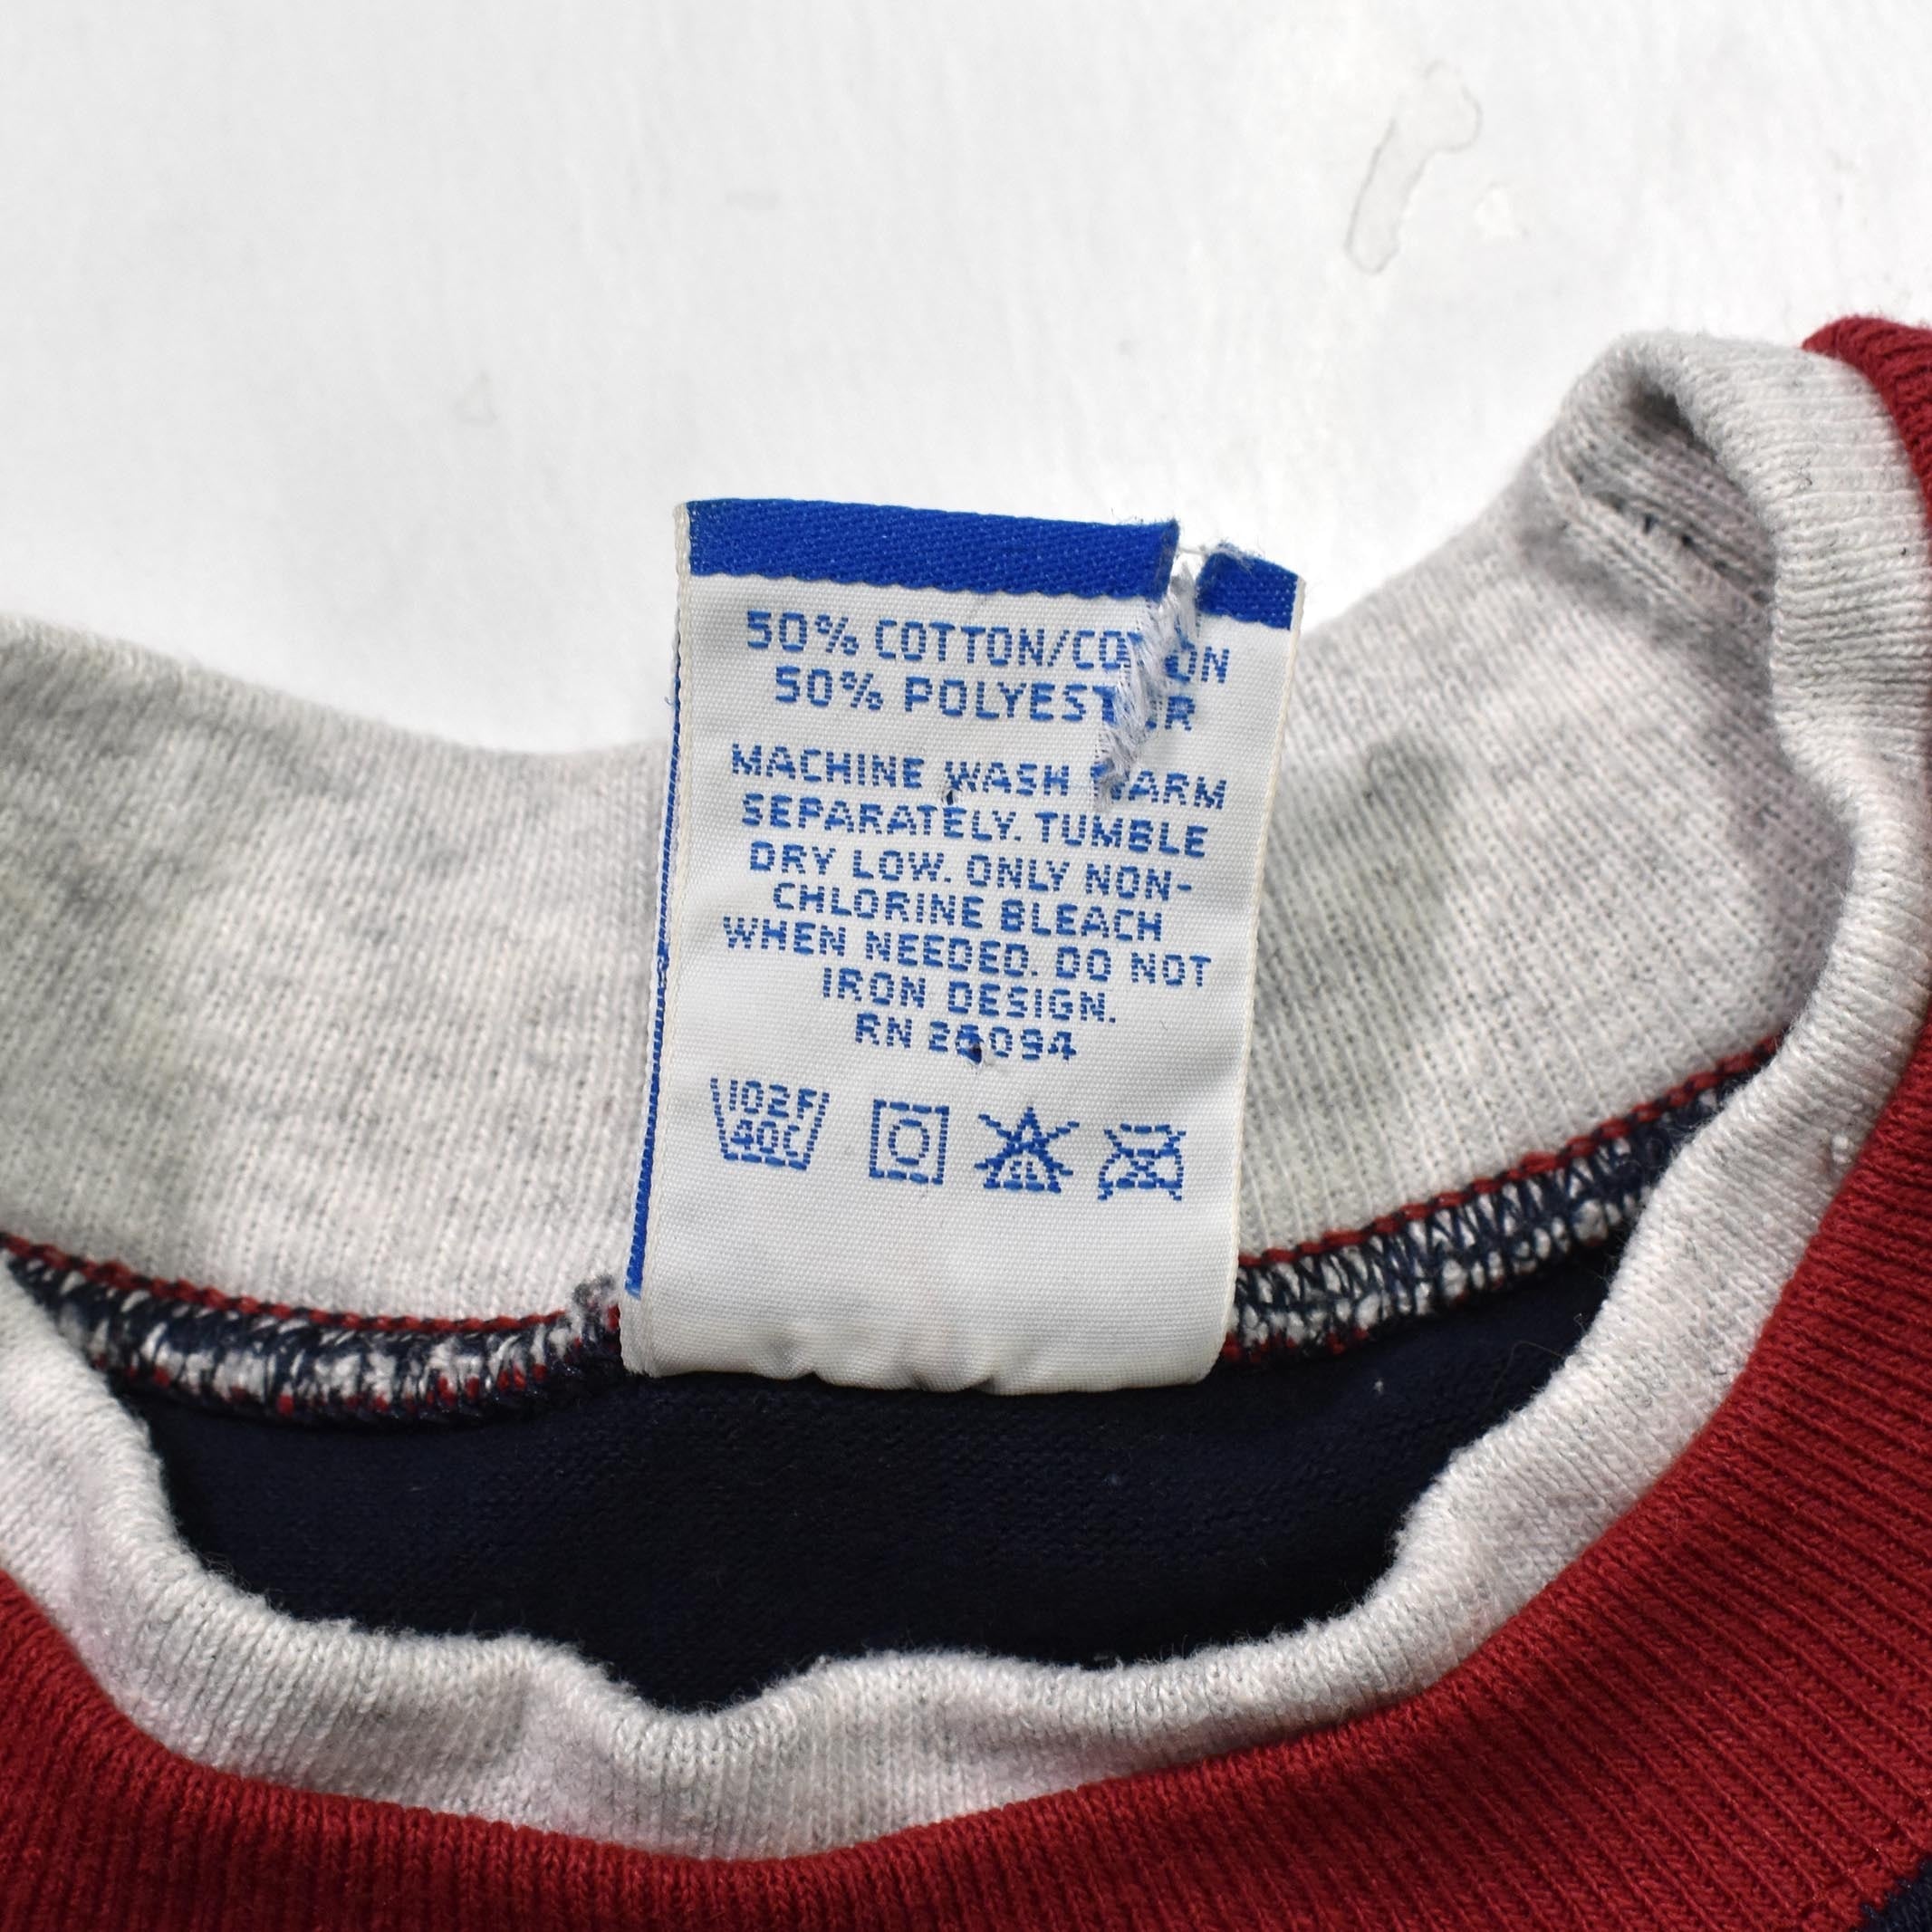 50% COTTON/COTTON
50% POLYESTER
MACHINE WASH WARM
SEPARATELY. TUMBLE
DRY LOW. ONLY NON-
CHLORINE BLEACH
WHEN NEEDED. DO NOT
IRON DESIGN.
RN 26094
102F
40C